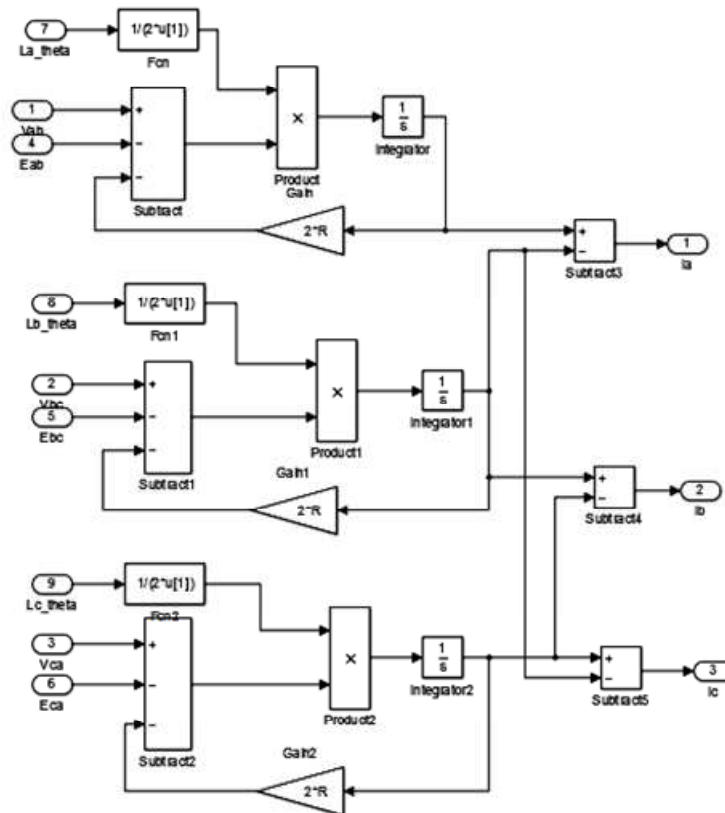 7
La_theta
1/(2*u[1])
Fcn
1
Vab
4
Eab
+
−
−
Subtract
×
Product
Gain
1
s
Integrator
2*R
+
−
Subtract3
1
Ia
8
Lb_theta
1/(2*u[1])
Fcn1
2
Vbc
5
Ebc
+
−
−
Subtract1
×
Product1
1
s
Integrator1
Gain1
2*R
+
−
Subtract4
2
Ib
9
Lc_theta
1/(2*u[1])
Fcn2
3
Vca
6
Eca
+
−
−
Subtract2
×
Product2
1
s
Integrator2
Gain2
2*R
+
−
Subtract5
3
Ic